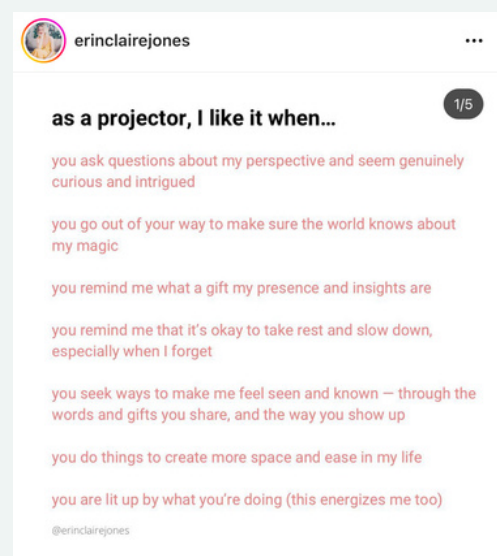 erinclairejones
...
1/5
as a projector, I like it when...
you ask questions about my perspective and seem genuinely
curious and intrigued
you go out of your way to make sure the world knows about
my magic
you remind me what a gift my presence and insights are
you remind me that it's okay to take rest and slow down,
especially when I forget
you seek ways to make me feel seen and known — through the
words and gifts you share, and the way you show up
you do things to create more space and ease in my life
you are lit up by what you're doing (this energizes me too)
@erinclairejones